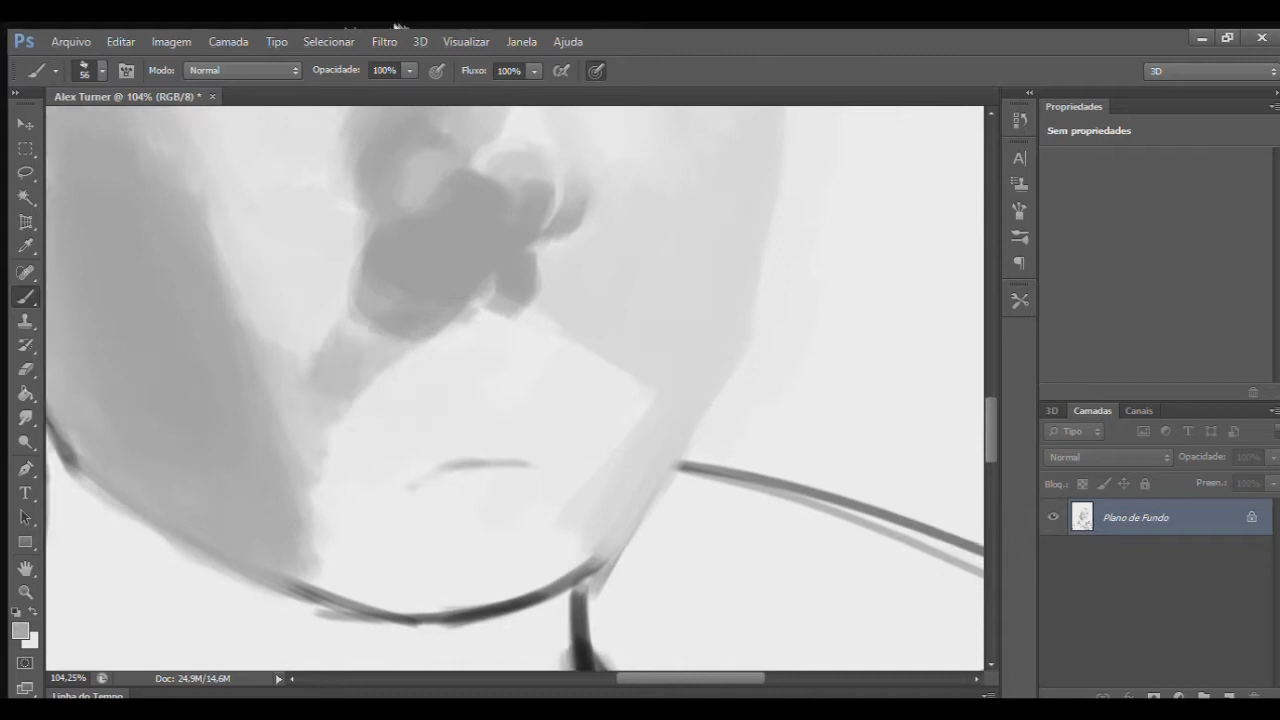 Ps Arquivo Editar Imagem Camada Tipo Filtro Selecionar 3D Visualizar Janela Ajuda
56 Modo: Normal Opacidade: 100% Fluxo: 100% 3D
Alex Turner @ 104% (RGB/8) * ×
Propriedades
Sem propriedades
3D Camadas Canais
Tipo
Normal Opacidade: 100%
Bloq.: Preen.: 100%
Plano de Fundo
104,25% Doc: 24,9M/14,6M
Linha do Tempo